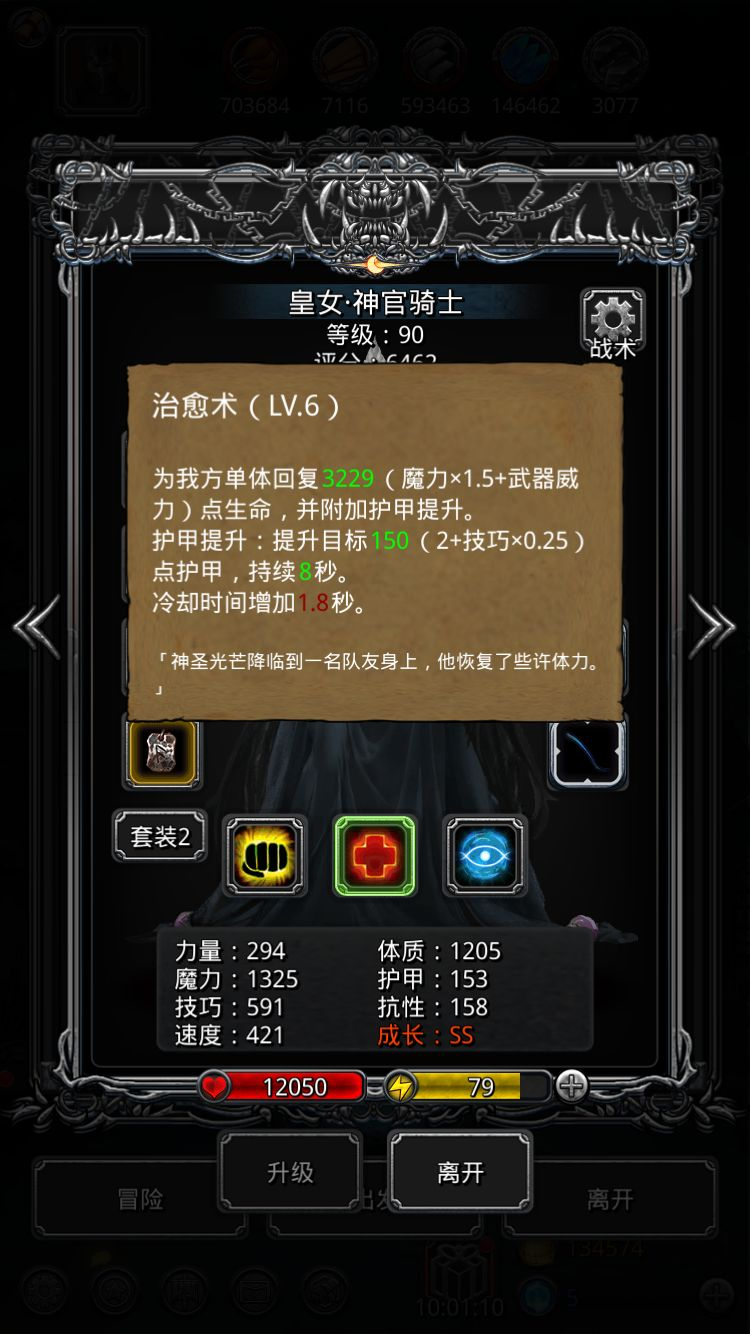 703684 7116 593463 146462 3077
皇女·神官骑士
等级：90
战术
评分：6462
治愈术（LV.6）
为我方单体回复3229（魔力×1.5+武器威
力）点生命，并附加护甲提升。
护甲提升：提升目标150（2+技巧×0.25）
点护甲，持续8秒。
冷却时间增加1.8秒。
「神圣光芒降临到一名队友身上，他恢复了些许体力。
」
套装2
力量：294 体质：1205
魔力：1325 护甲：153
技巧：591 抗性：158
速度：421 成长：SS
12050 79
升级 离开
冒险 出发 离开
134574
10:01:10 5